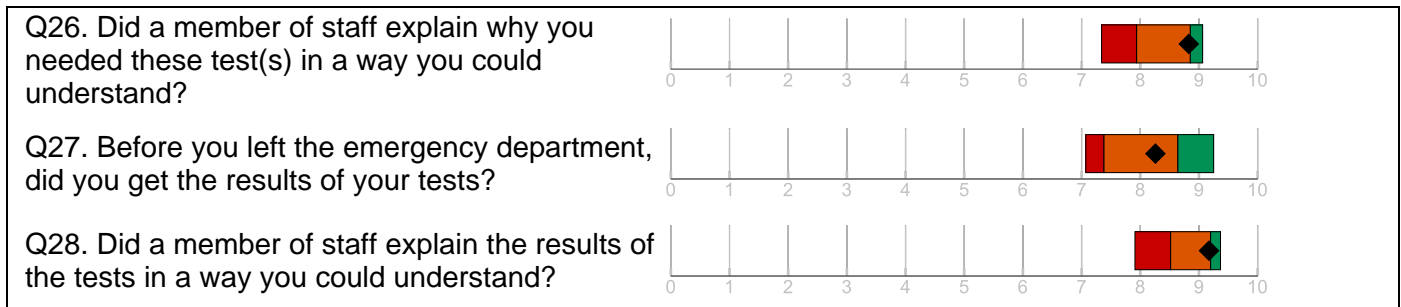 Q26. Did a member of staff explain why you
needed these test(s) in a way you could
understand?
0 1 2 3 4 5 6 7 8 9 10
Q27. Before you left the emergency department,
did you get the results of your tests?
0 1 2 3 4 5 6 7 8 9 10
Q28. Did a member of staff explain the results of
the tests in a way you could understand?
0 1 2 3 4 5 6 7 8 9 10